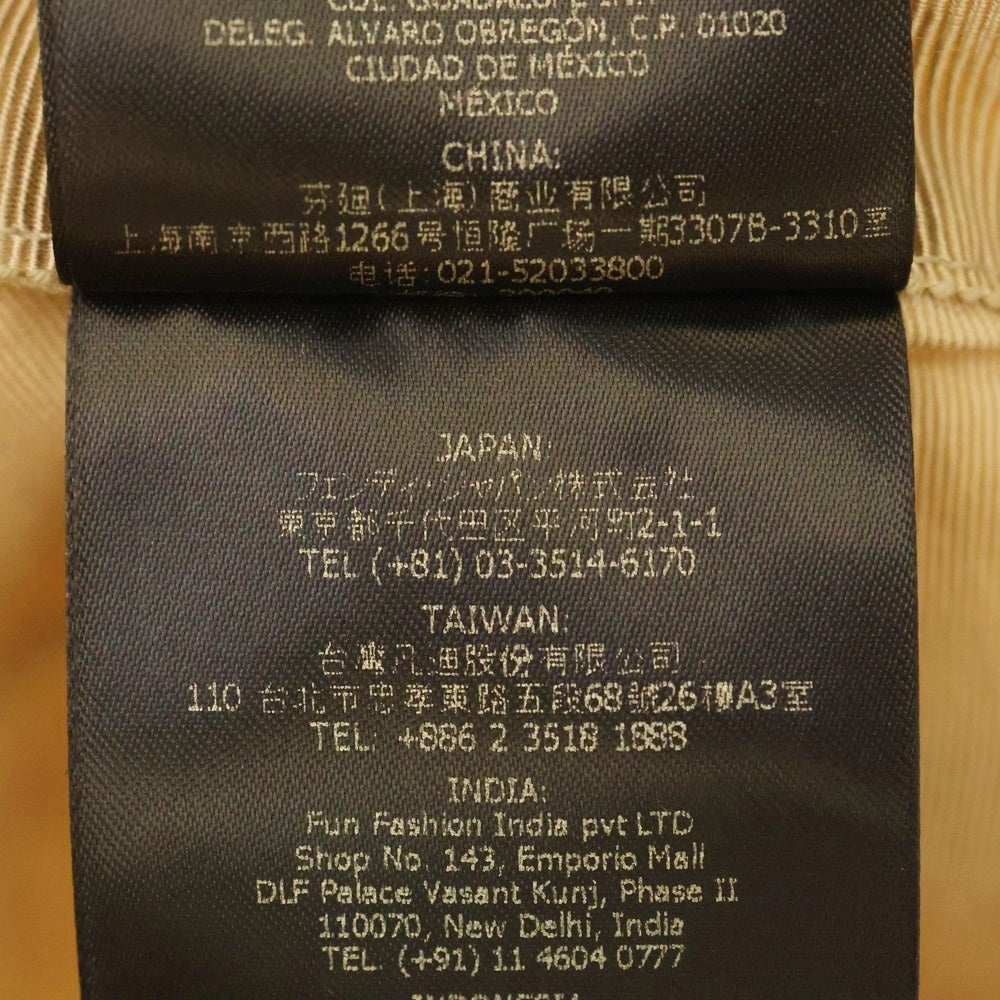 COL. GUADALUPE INN
DELEG. ALVARO OBREGÓN, C.P. 01020
CIUDAD DE MÉXICO
MÉXICO
CHINA:
芬迪(上海)商业有限公司
上海南京西路1266号恒隆广场一期3307B-3310室
电话: 021-52033800
JAPAN:
フェンディ・ジャパン株式会社
東京都千代田区平河町2-1-1
TEL (+81) 03-3514-6170
TAIWAN:
台灣凡迪股份有限公司
110 台北市忠孝東路五段68號26樓A3室
TEL: +886 2 3518 1888
INDIA:
Fun Fashion India pvt LTD
Shop No. 143, Emporio Mall
DLF Palace Vasant Kunj, Phase II
110070, New Delhi, India
TEL. (+91) 11 4604 0777
INDONESIA